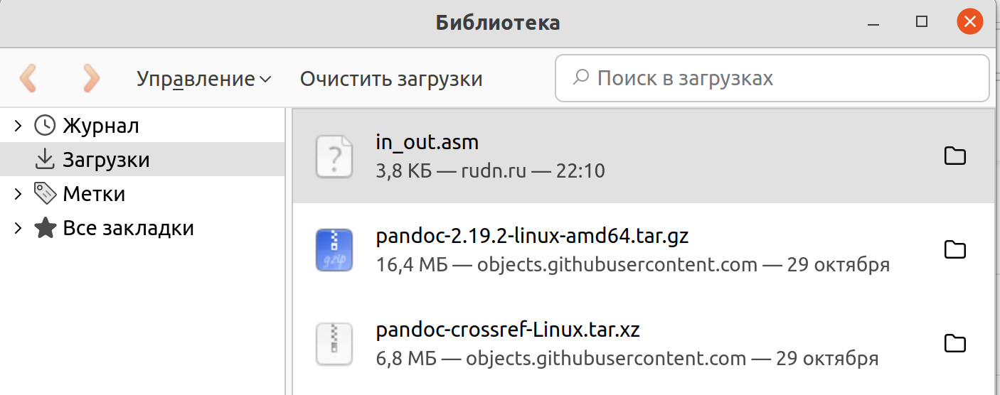 Библиотека
Управление
Очистить загрузки
Поиск в загрузках
Журнал
Загрузки
Метки
Все закладки
in_out.asm
3,8 КБ — rudn.ru — 22:10
pandoc-2.19.2-linux-amd64.tar.gz
16,4 МБ — objects.githubusercontent.com — 29 октября
pandoc-crossref-Linux.tar.xz
6,8 МБ — objects.githubusercontent.com — 29 октября
?
gzip